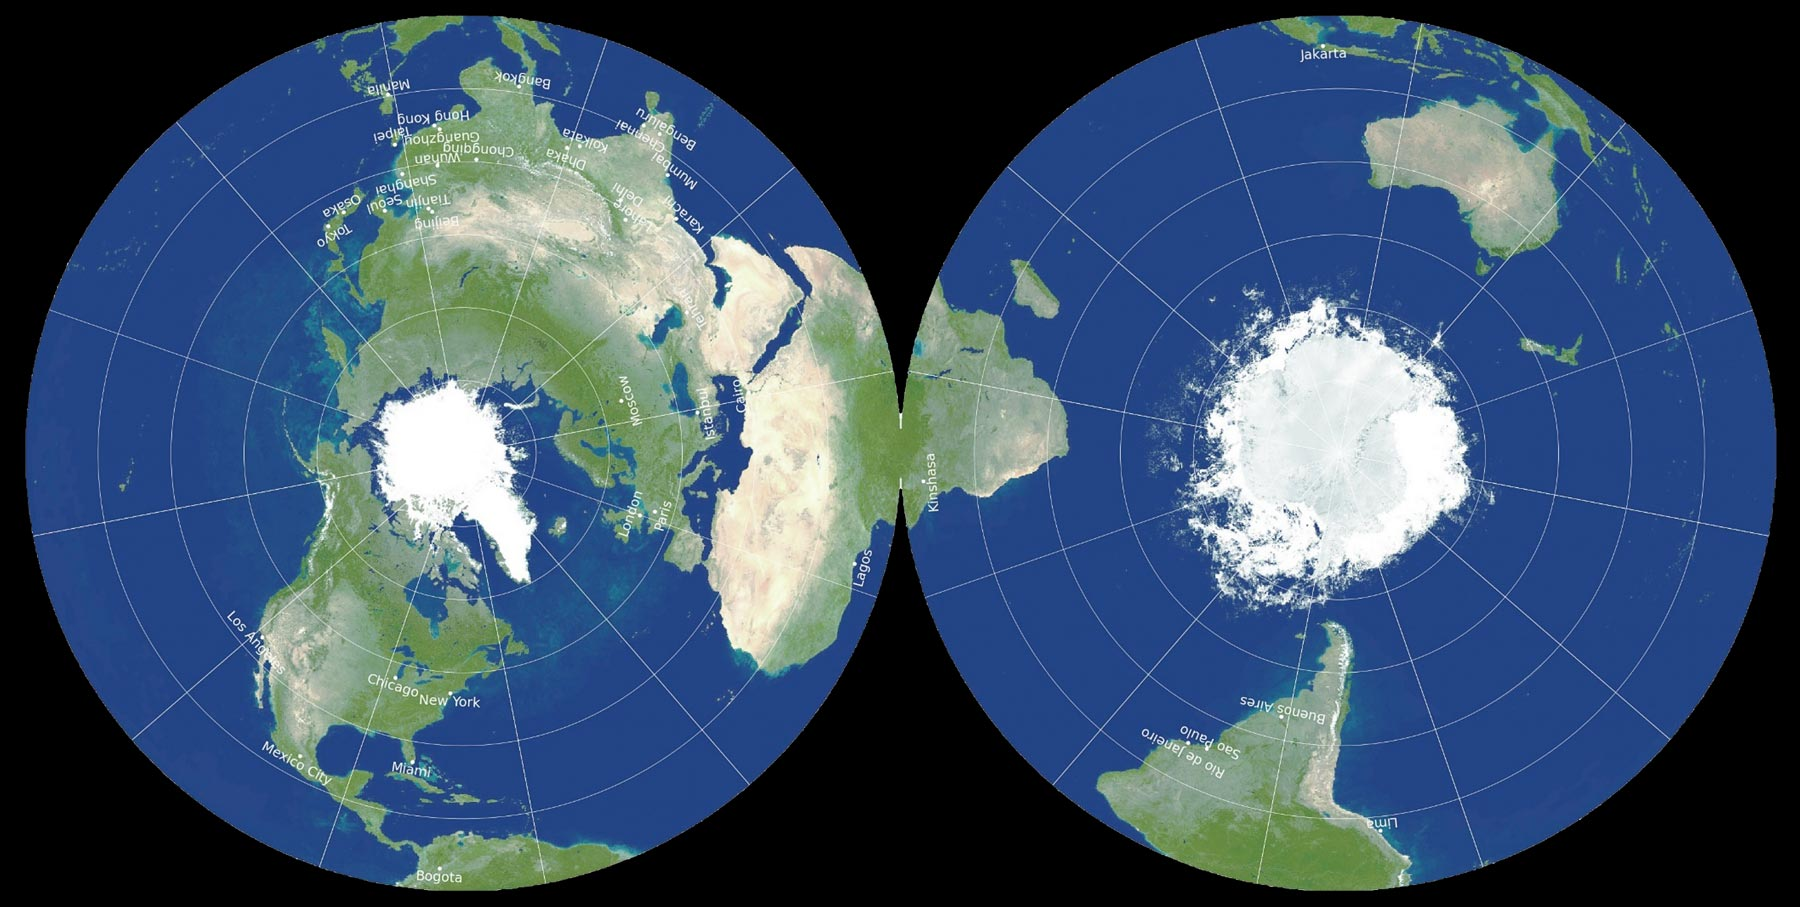 Jakarta
Bangkok
Manila
Bengaluru
Chennai
Hong Kong
Taipei
Guangzhou
Kolkata
Chongqing
Wuhan
Dhaka
Mumbai
Shanghai
Delhi
Lahore
Osaka
Seoul
Tianjin
Beijing
Karachi
Tokyo
Tehran
Moscow
Istanbul
Cairo
London
Paris
Kinshasa
Lagos
Los Angeles
Chicago
New York
Mexico City
Miami
Bogota
Buenos Aires
Sao Paulo
Rio de Janeiro
Lima